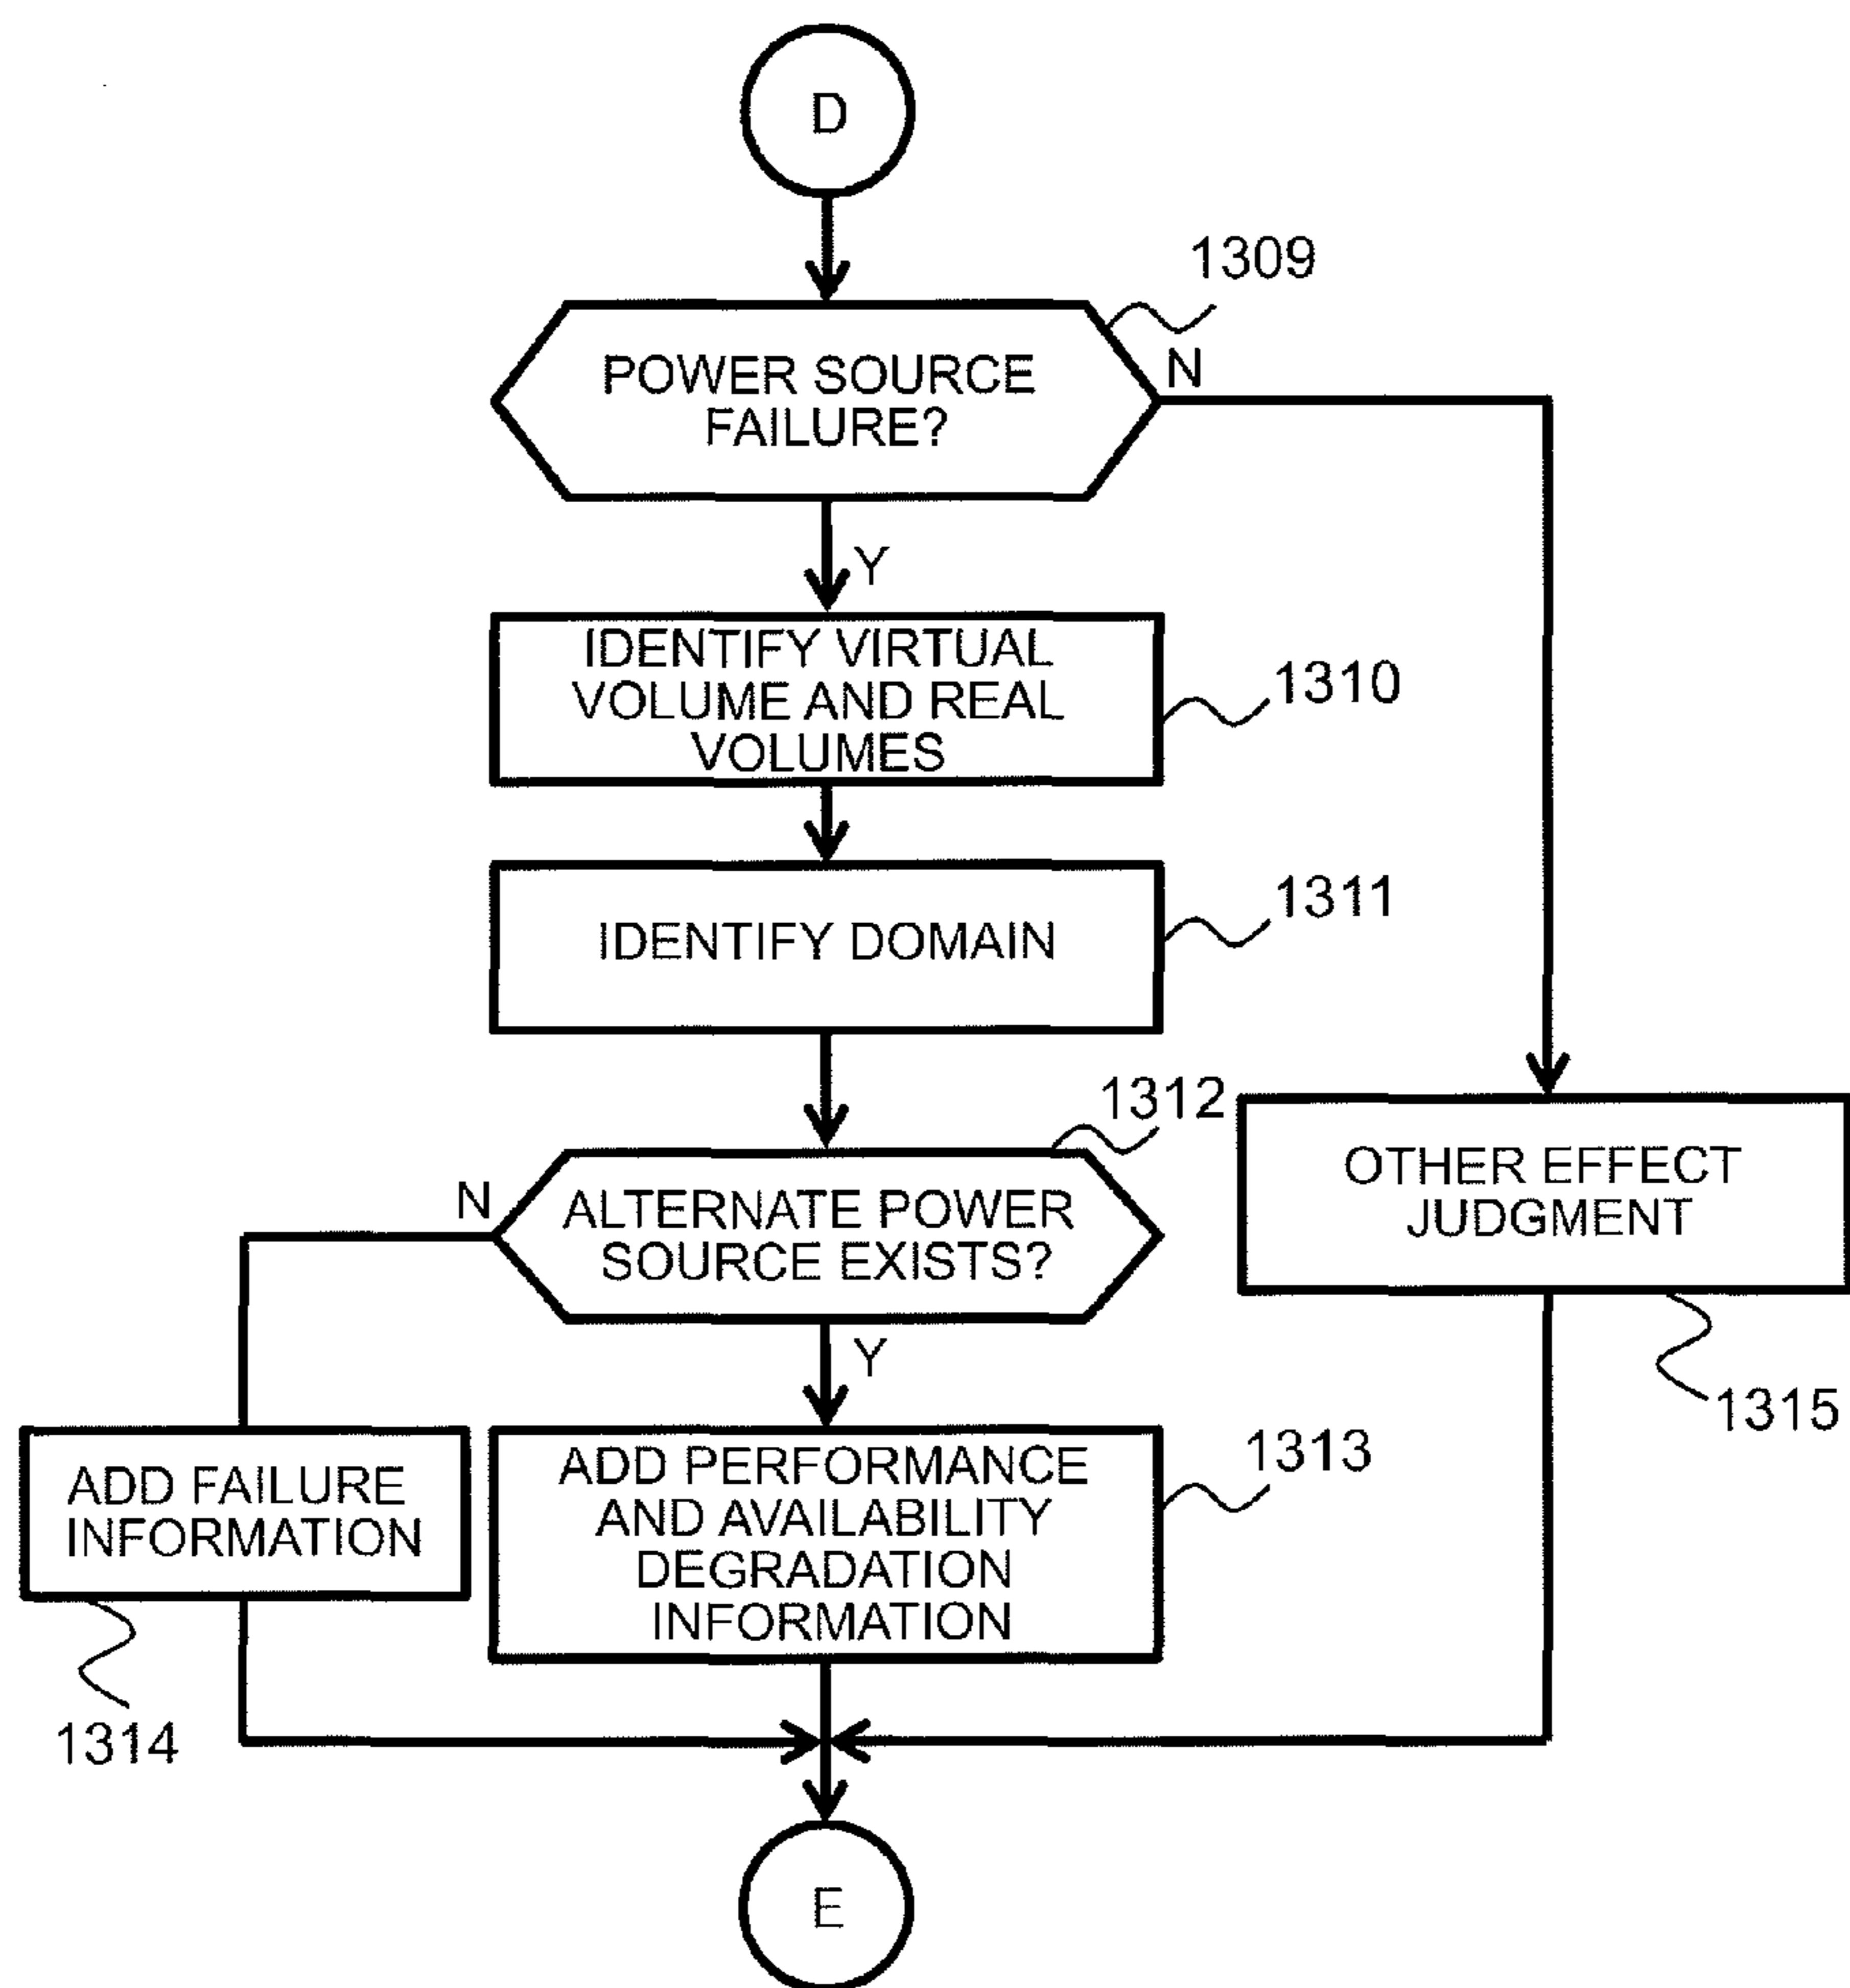 D
1309
POWER SOURCE
FAILURE?
N
Y
IDENTIFY VIRTUAL
VOLUME AND REAL
VOLUMES
1310
IDENTIFY DOMAIN
1311
1312
ALTERNATE POWER
SOURCE EXISTS?
N
Y
OTHER EFFECT
JUDGMENT
1315
ADD FAILURE
INFORMATION
1314
ADD PERFORMANCE
AND AVAILABILITY
DEGRADATION
INFORMATION
1313
E